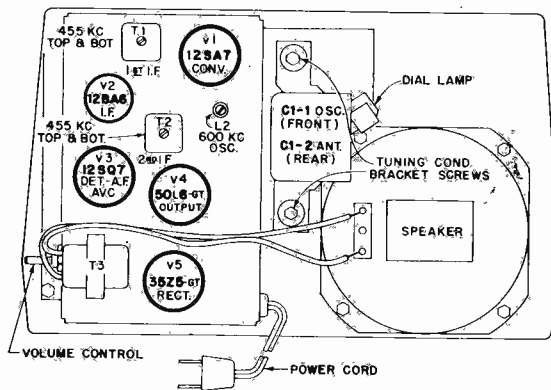 455 KC
TOP & BOT
T1
1ST I.F.
V1
12SA7
CONV.
V2
12BA6
I.F.
DIAL LAMP
455 KC
TOP & BOT
T2
2ND I.F
L2
600 KC
OSC.
C1-1 OSC.
(FRONT)
C1-2 ANT.
(REAR)
V3
12SQ7
DET-A.F
AVC
V4
50L6-GT
OUTPUT
TUNING COND.
BRACKET SCREWS
SPEAKER
T3
V5
35Z5-GT
RECT.
VOLUME CONTROL
POWER CORD